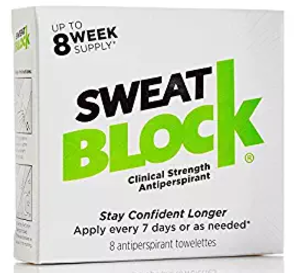 UP TO
8 WEEK
SUPPLY*
SWEAT
BLOCK®
Clinical Strength
Antiperspirant
Stay Confident Longer
Apply every 7 days or as needed*
8 antiperspirant towelettes